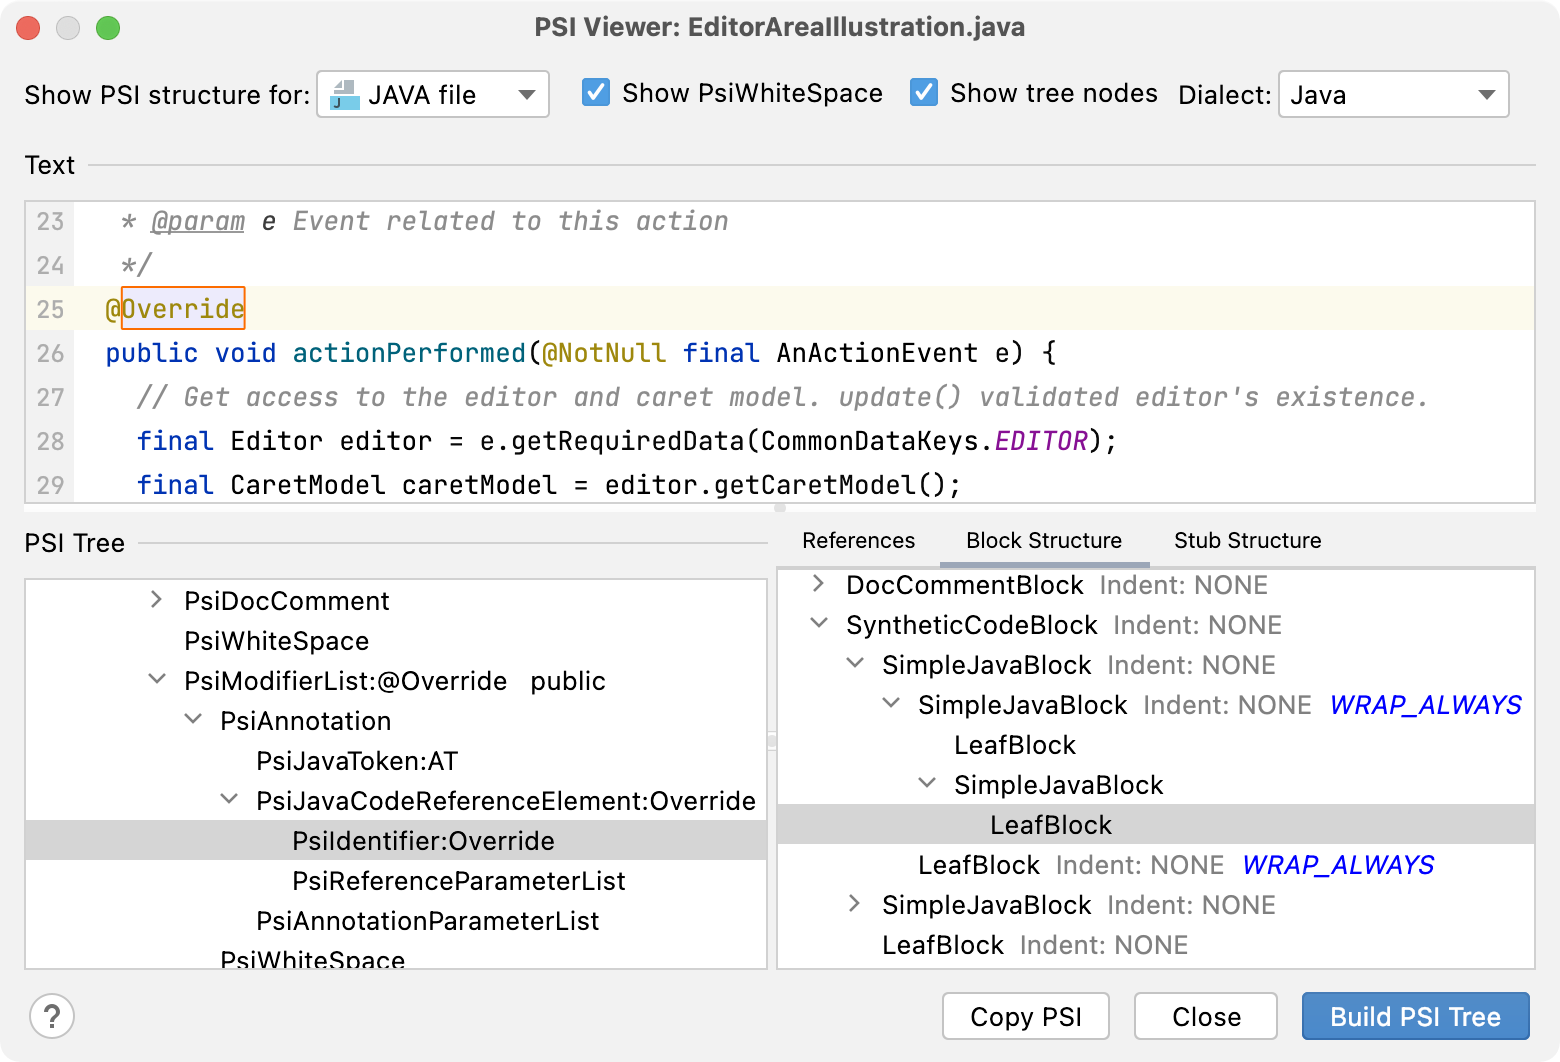 PSI Viewer: EditorAreaIllustration.java
Show PSI structure for: JAVA file Show PsiWhiteSpace Show tree nodes Dialect: Java
Text
23 * @param e Event related to this action
24 */
25 @Override
26 public void actionPerformed(@NotNull final AnActionEvent e) {
27 // Get access to the editor and caret model. update() validated editor's existence.
28 final Editor editor = e.getRequiredData(CommonDataKeys.EDITOR);
29 final CaretModel caretModel = editor.getCaretModel();
PSI Tree
PsiDocComment
PsiWhiteSpace
PsiModifierList:@Override public
PsiAnnotation
PsiJavaToken:AT
PsiJavaCodeReferenceElement:Override
PsiIdentifier:Override
PsiReferenceParameterList
PsiAnnotationParameterList
PsiWhiteSpace
References Block Structure Stub Structure
DocCommentBlock Indent: NONE
SyntheticCodeBlock Indent: NONE
SimpleJavaBlock Indent: NONE
SimpleJavaBlock Indent: NONE WRAP_ALWAYS
LeafBlock
SimpleJavaBlock
LeafBlock
LeafBlock Indent: NONE WRAP_ALWAYS
SimpleJavaBlock Indent: NONE
LeafBlock Indent: NONE
? Copy PSI Close Build PSI Tree